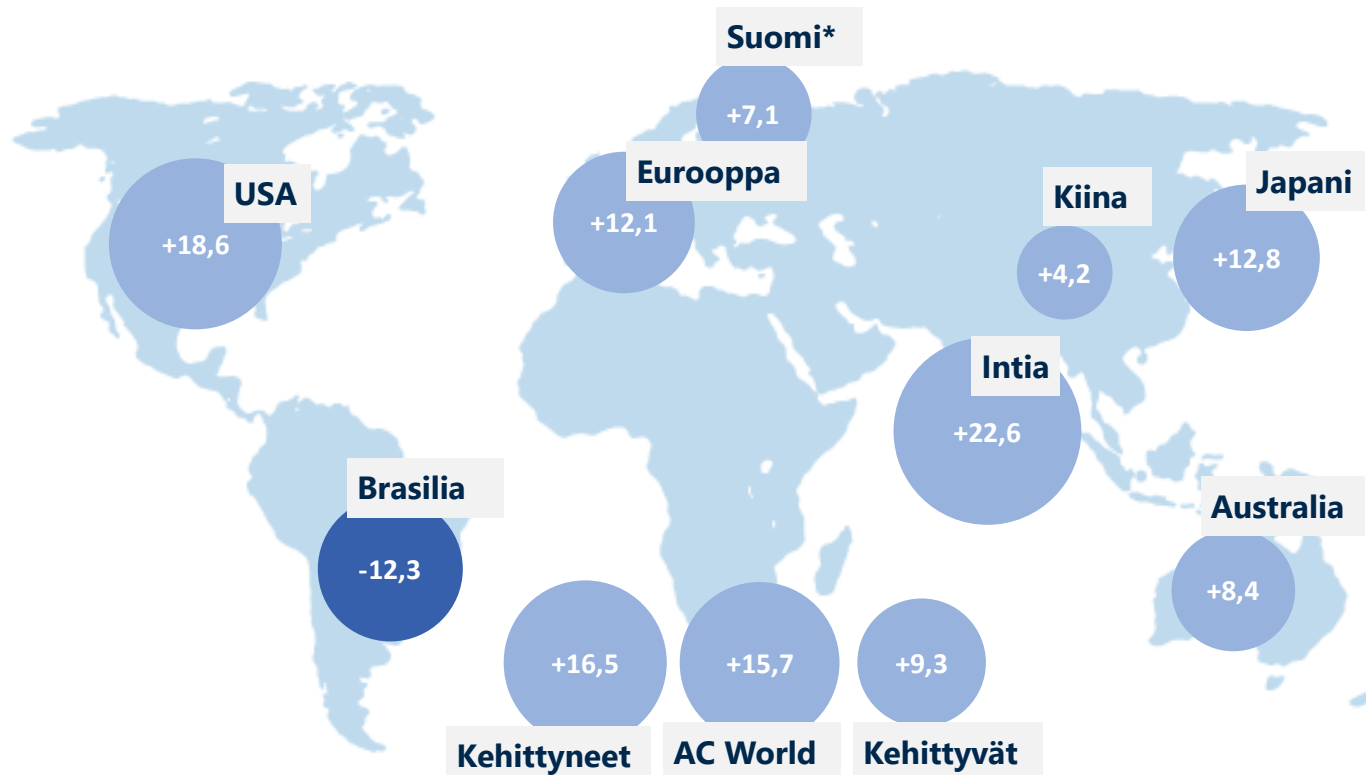 Suomi*
+7,1
Eurooppa
+12,1
USA
+18,6
Kiina
+4,2
Japani
+12,8
Intia
+22,6
Brasilia
-12,3
Australia
+8,4
+16,5
Kehittyneet
+15,7
AC World
+9,3
Kehittyvät